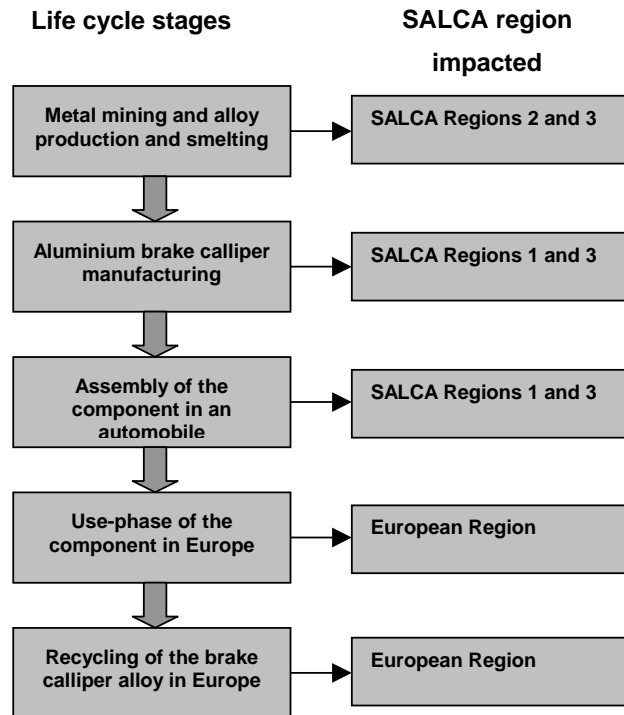 Life cycle stages
SALCA region
impacted
Metal mining and alloy
production and smelting
SALCA Regions 2 and 3
Aluminium brake calliper
manufacturing
SALCA Regions 1 and 3
Assembly of the
component in an
automobile
SALCA Regions 1 and 3
Use-phase of the
component in Europe
European Region
Recycling of the brake
calliper alloy in Europe
European Region